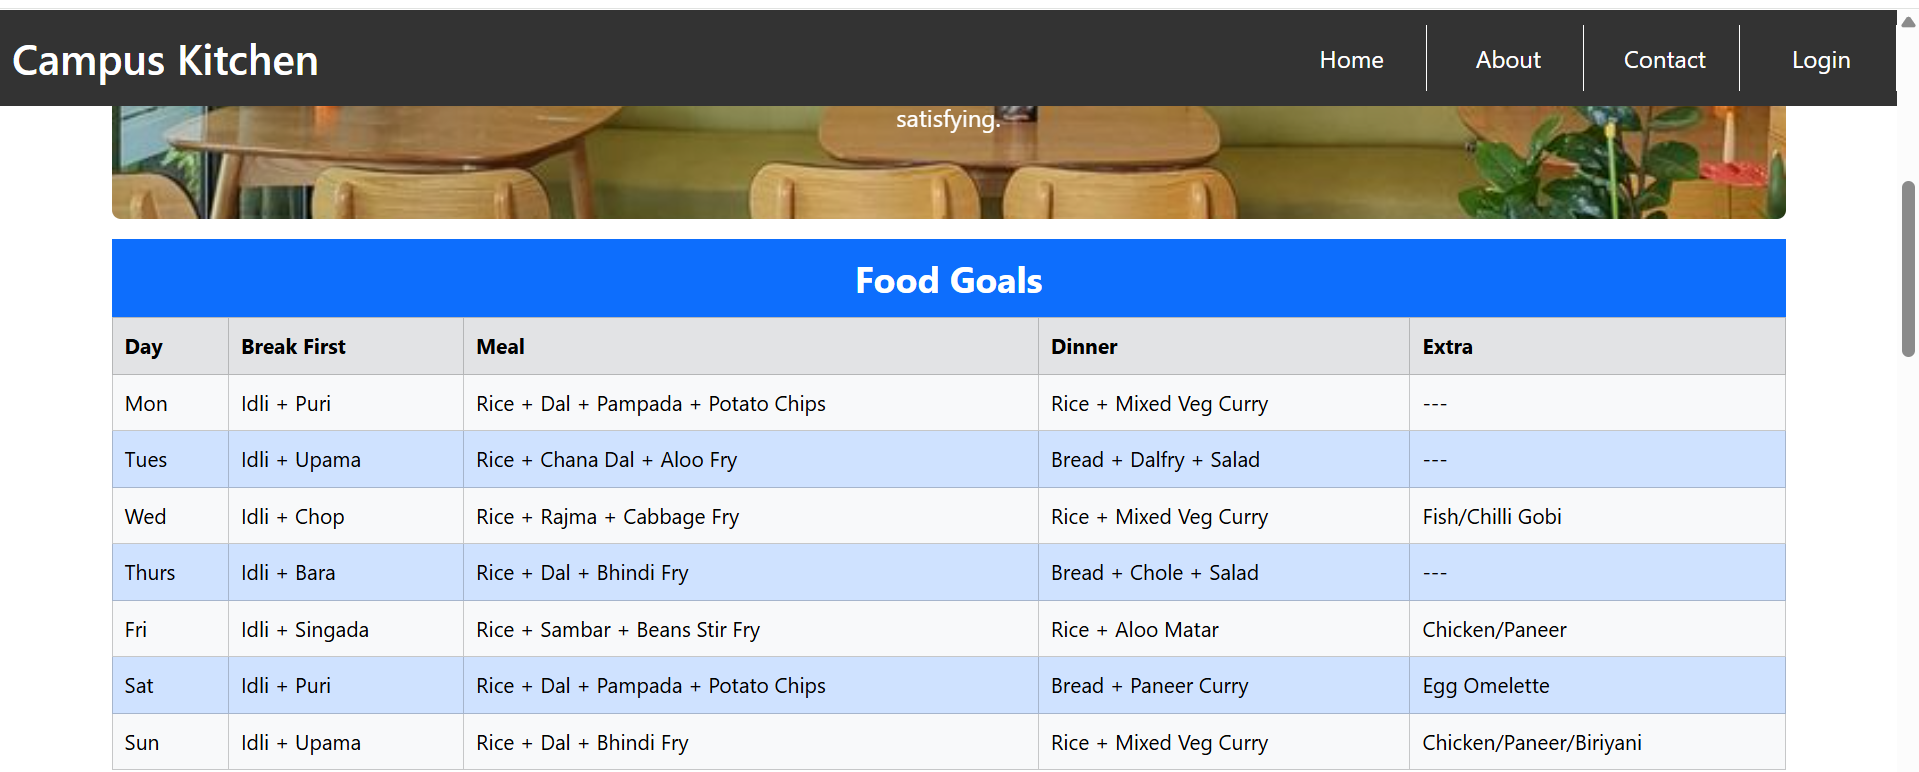 Campus Kitchen Home About Contact Login
satisfying.
Food Goals
Day Break First Meal Dinner Extra
Mon Idli + Puri Rice + Dal + Pampada + Potato Chips Rice + Mixed Veg Curry ---
Tues Idli + Upama Rice + Chana Dal + Aloo Fry Bread + Dalfry + Salad ---
Wed Idli + Chop Rice + Rajma + Cabbage Fry Rice + Mixed Veg Curry Fish/Chilli Gobi
Thurs Idli + Bara Rice + Dal + Bhindi Fry Bread + Chole + Salad ---
Fri Idli + Singada Rice + Sambar + Beans Stir Fry Rice + Aloo Matar Chicken/Paneer
Sat Idli + Puri Rice + Dal + Pampada + Potato Chips Bread + Paneer Curry Egg Omelette
Sun Idli + Upama Rice + Dal + Bhindi Fry Rice + Mixed Veg Curry Chicken/Paneer/Biriyani